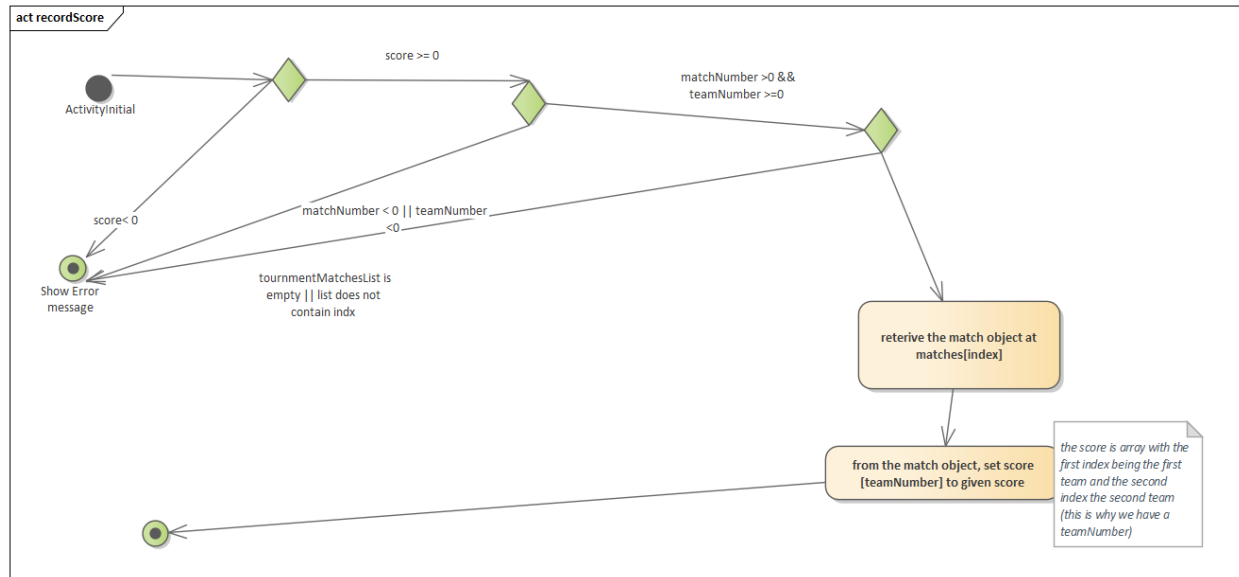 act recordScore
score >= 0
matchNumber >0 &&
teamNumber >=0
ActivityInitial
score< 0
matchNumber < 0 || teamNumber
<0
Show Error
message
tournmentMatchesList is
empty || list does not
contain indx
reterive the match object at
matches[index]
from the match object, set score
[teamNumber] to given score
the score is array with the
first index being the first
team and the second
index the second team
(this is why we have a
teamNumber)